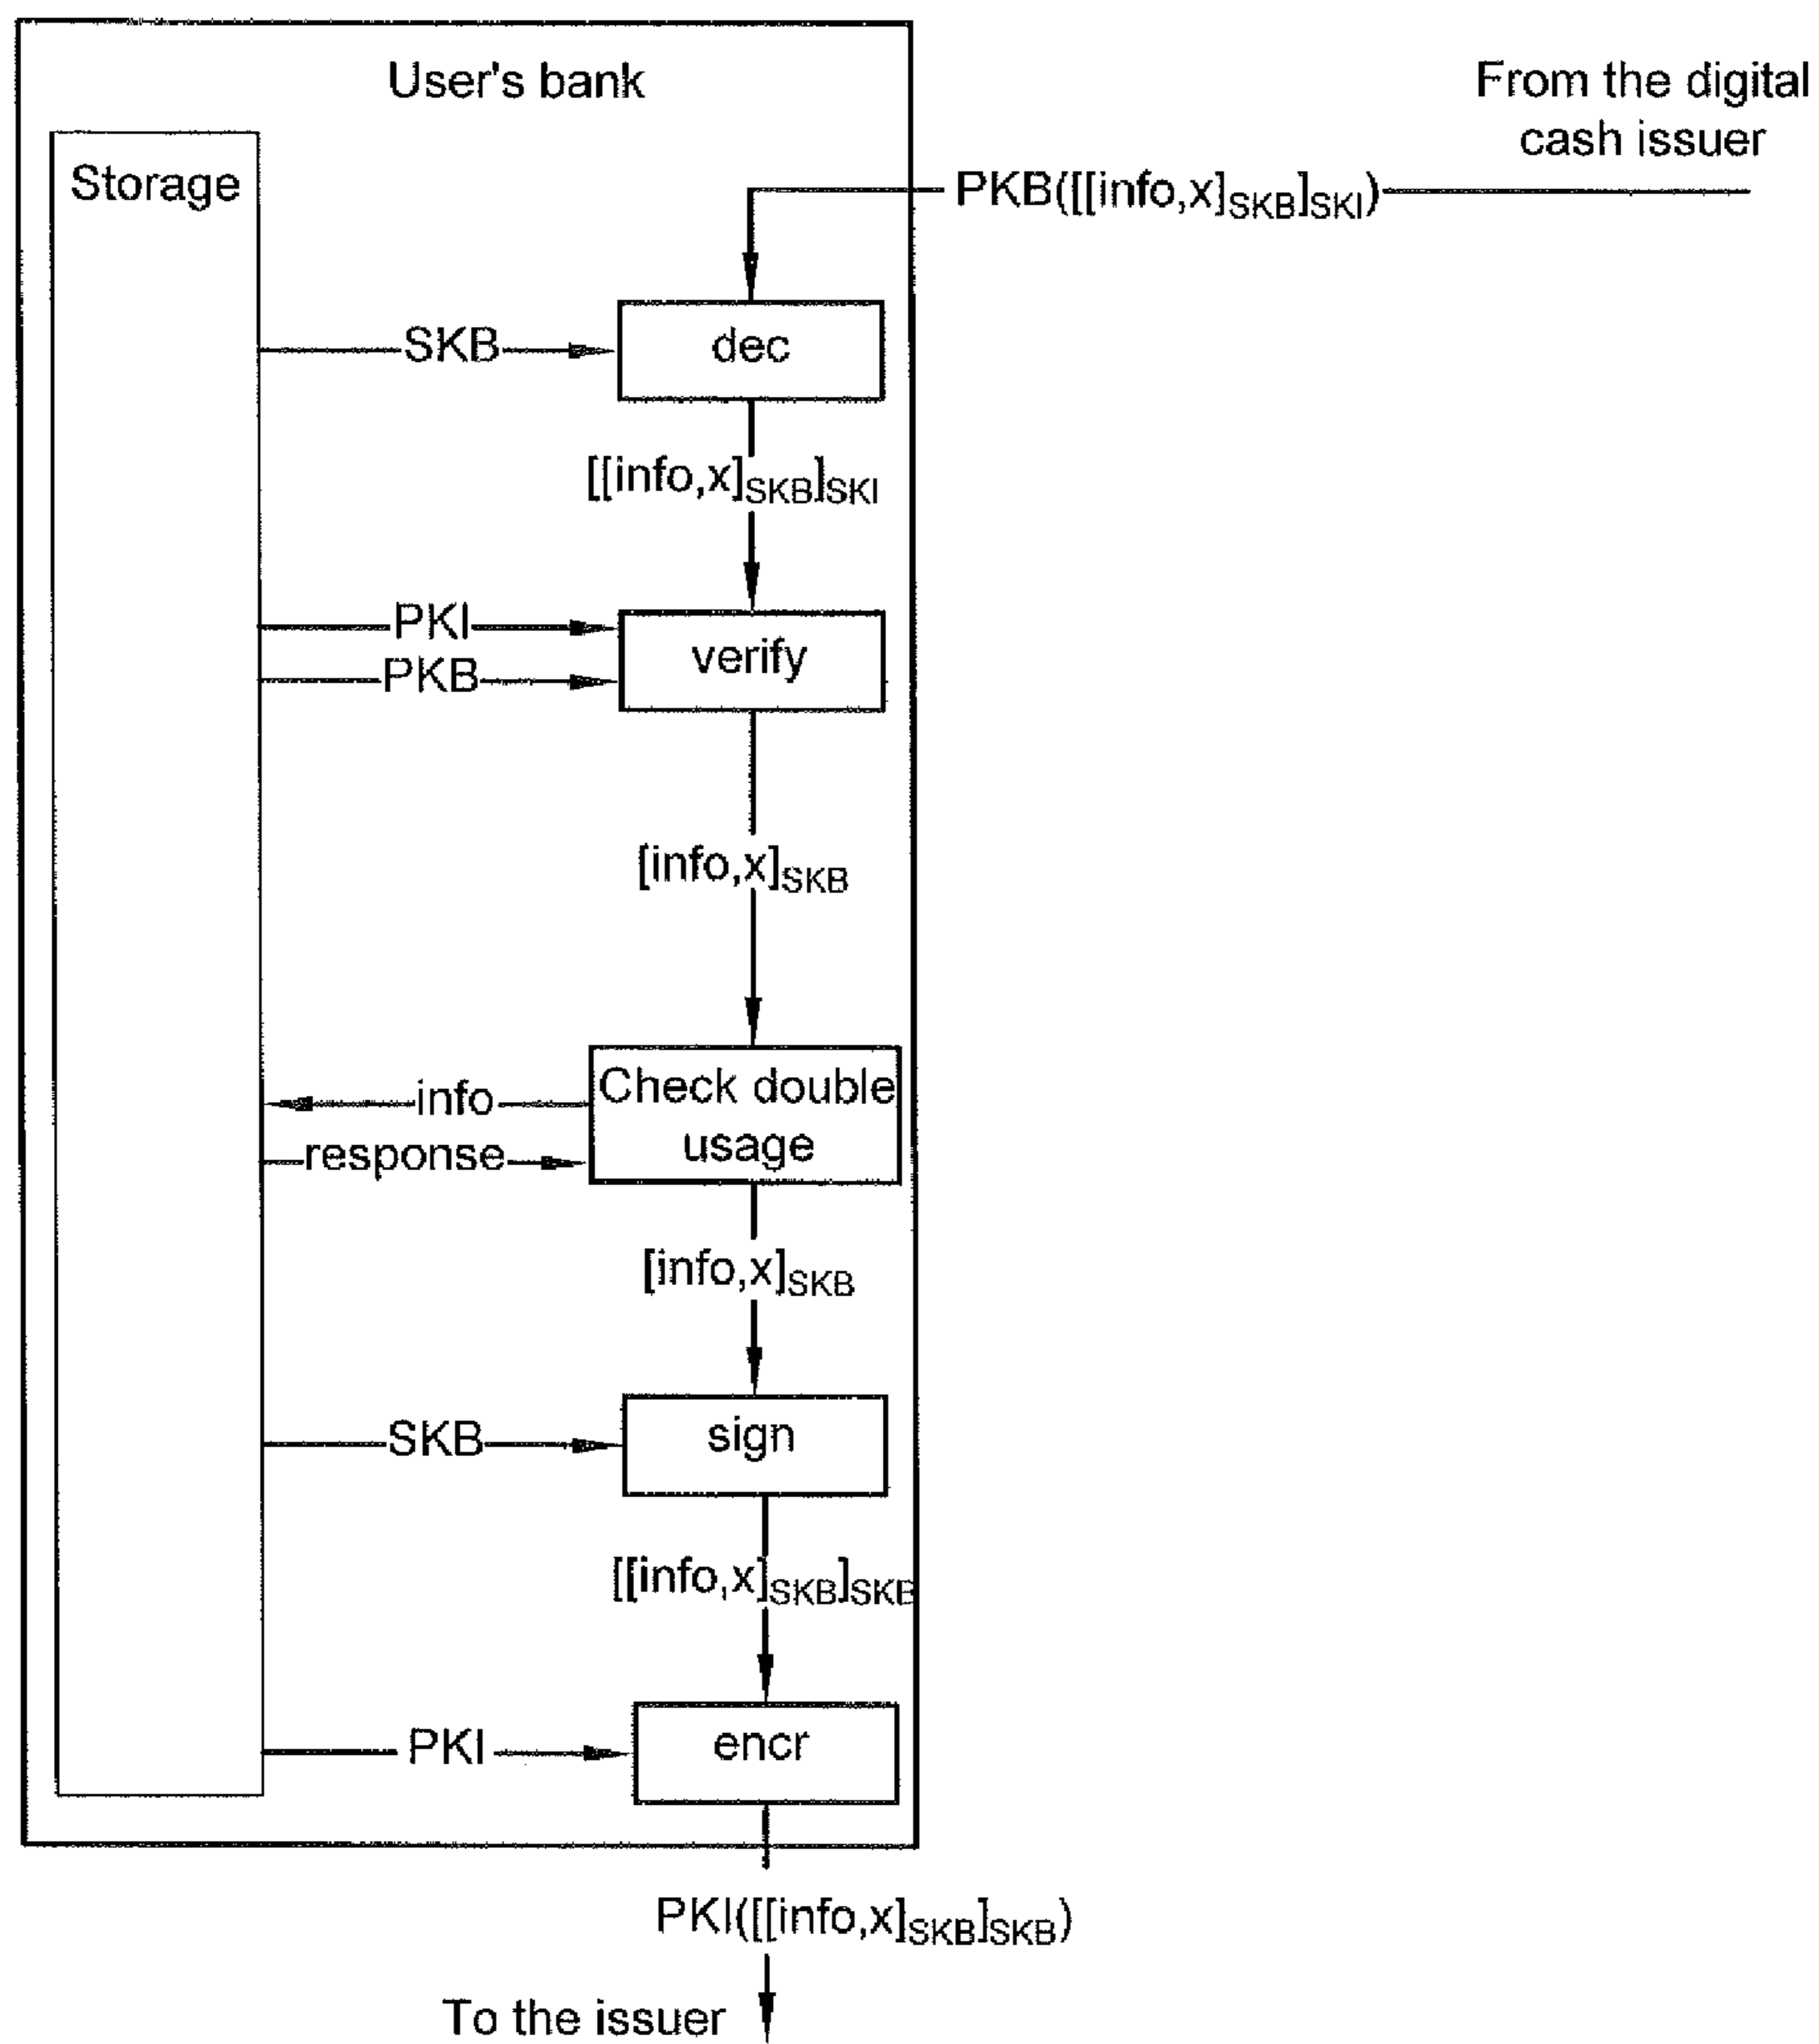 User's bank
From the digital
cash issuer
Storage
PKB([[info,x]SKB]SKI)
SKB
dec
[[info,x]SKB]SKI
PKI
verify
PKB
[info,x]SKB
info
Check double
usage
response
[info,x]SKB
SKB
sign
[[info,x]SKB]SKB
PKI
encr
PKI([[info,x]SKB]SKB)
To the issuer